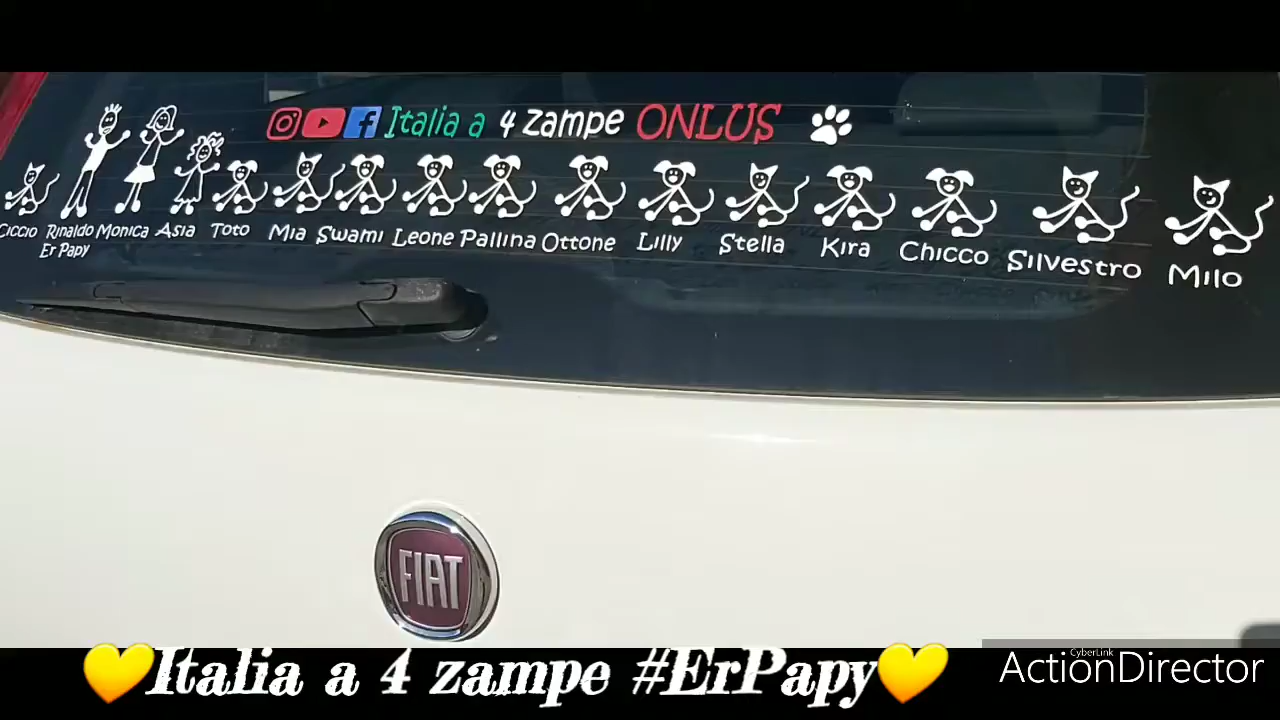 Italia a 4 zampe ONLUS
Ciccio Rinaldo Monica Asia Toto Mia Swami Leone Pallina Ottone Lilly Stella Kira Chicco Silvestro Milo
Er Papy
FIAT
💛Italia a 4 zampe #ErPapy💛
CyberLink
ActionDirector